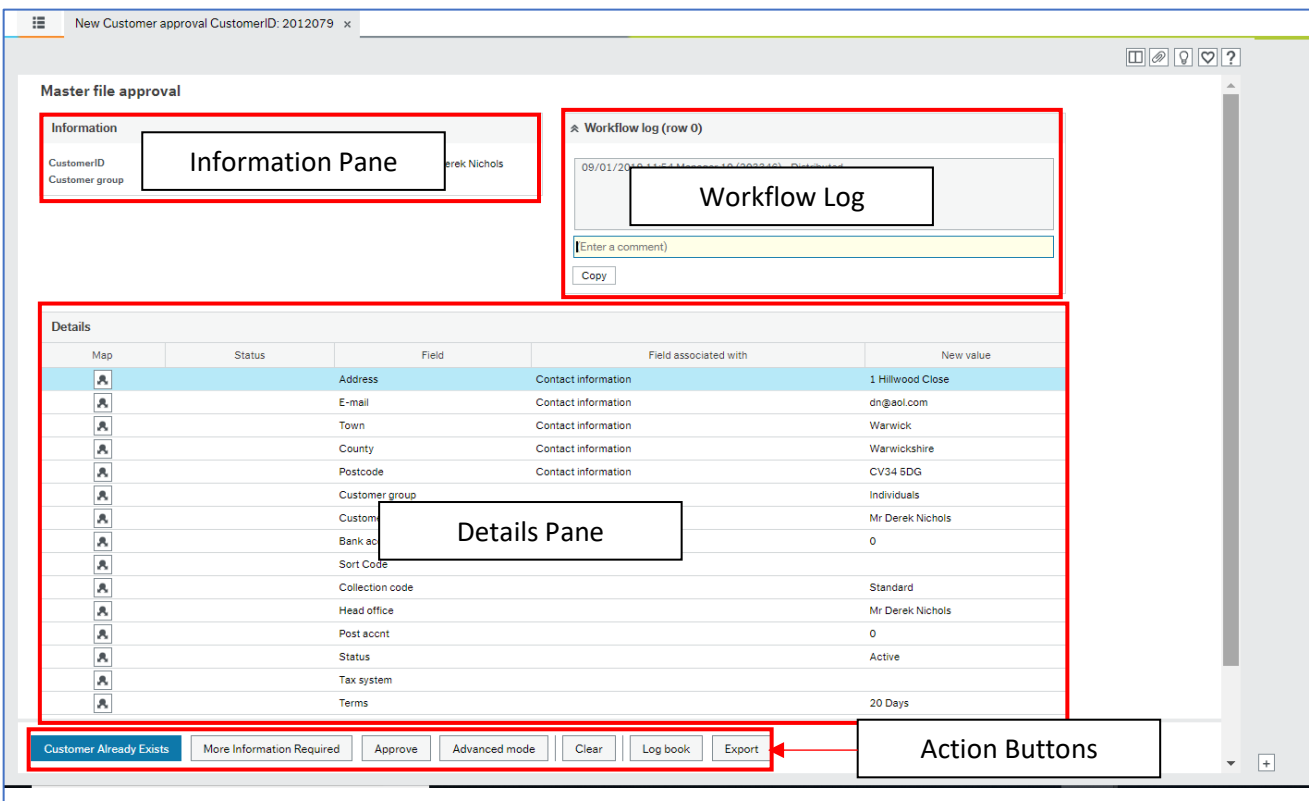 New Customer approval CustomerID: 2012079 ×
?
Master file approval
Information
Information Pane
CustomerID
Nichols
Customer group
Workflow log (row 0)
Workflow Log
(Enter a comment)
Copy
Details
Map Status Field Field associated with New value
Address Contact information 1 Hillwood Close
E-mail Contact information dn@aol.com
Town Contact information Warwick
County Contact information Warwickshire
Postcode Contact information CV34 5DG
Customer group Individuals
Mr Derek Nichols
Bank 0
Details Pane
Sort Code
Collection code Standard
Head office Mr Derek Nichols
Post accnt 0
Status Active
Tax system
Terms 20 Days
Customer Already Exists More Information Required Approve Advanced mode Clear Log book Export
Action Buttons
+